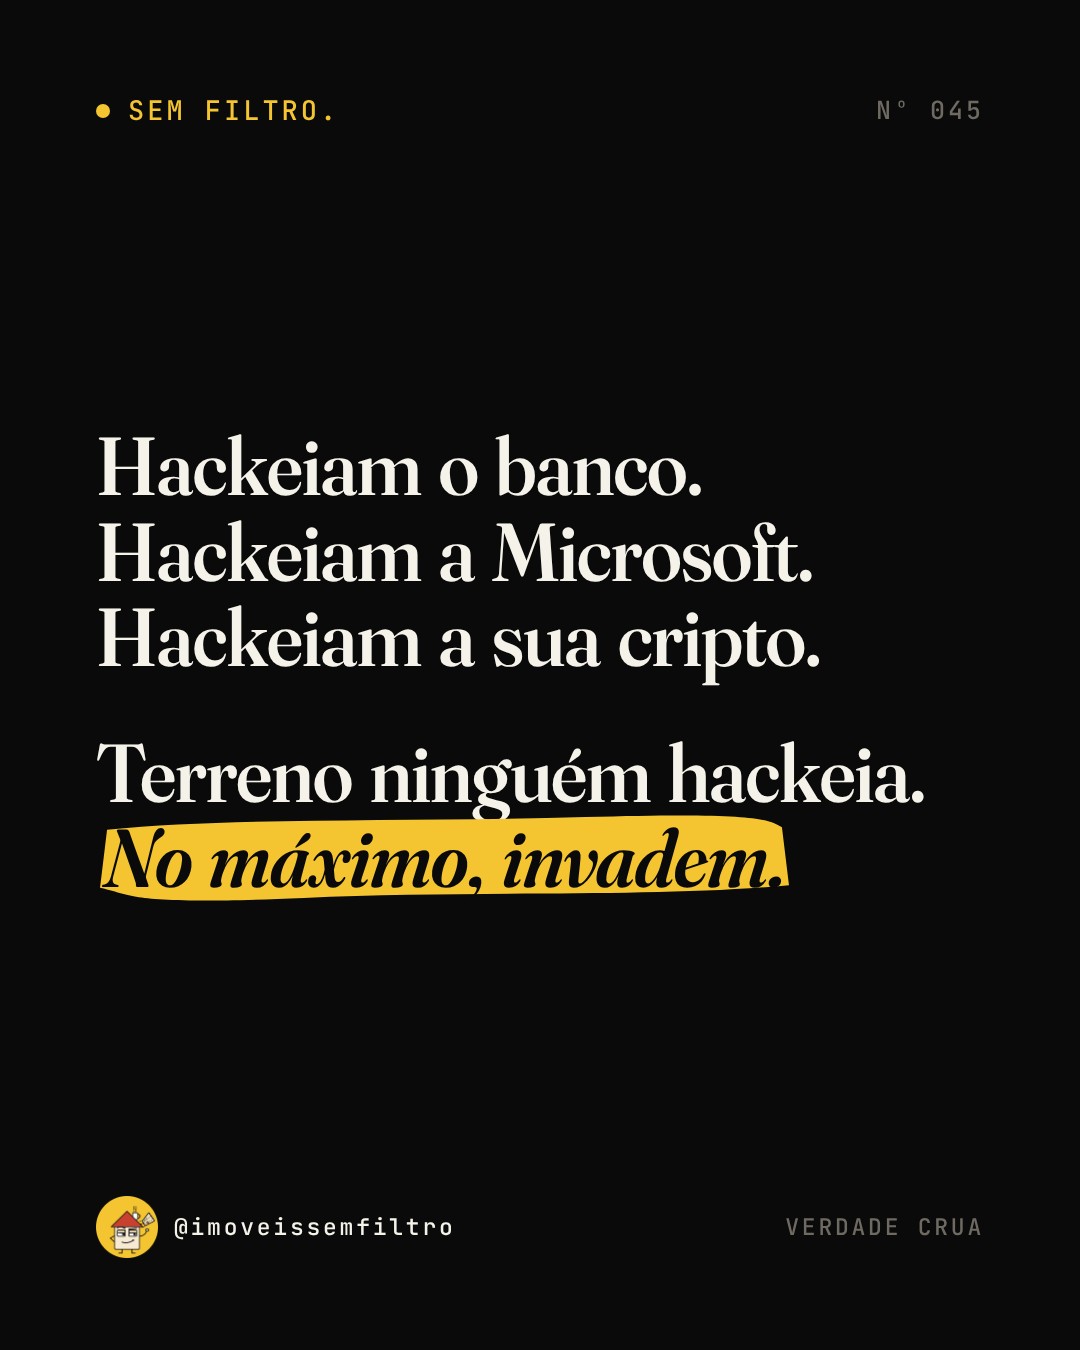 SEM FILTRO.
Nº 045
Hackeiam o banco.
Hackeiam a Microsoft.
Hackeiam a sua cripto.
Terreno ninguém hackeia.
No máximo, invadem.
@imoveissemfiltro
VERDADE CRUA